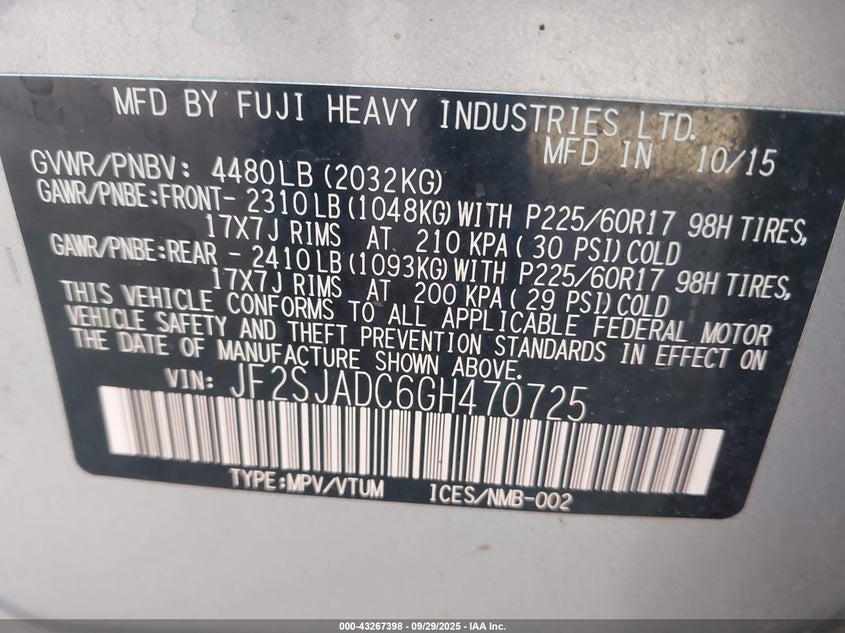 MFD BY FUJI HEAVY INDUSTRIES LTD.
MFD IN 10/15
GVWR/PNBV: 4480LB (2032KG)
GAWR/PNBE:FRONT- 2310LB (1048KG)WITH P225/60R17 98H TIRES,
17X7J RIMS AT 210 KPA( 30 PSI)COLD
GAWR/PNBE:REAR - 2410LB (1093KG)WITH P225/60R17 98H TIRES,
17X7J RIMS AT 200 KPA( 29 PSI)COLD
THIS VEHICLE CONFORMS TO ALL APPLICABLE FEDERAL MOTOR
VEHICLE SAFETY AND THEFT PREVENTION STANDARDS IN EFFECT ON
THE DATE OF MANUFACTURE SHOWN ABOVE.
VIN: JF2SJADC6GH470725
TYPE:MPV/VTUM ICES/NMB-002
000-43267398 - 09/29/2025 - IAA Inc.